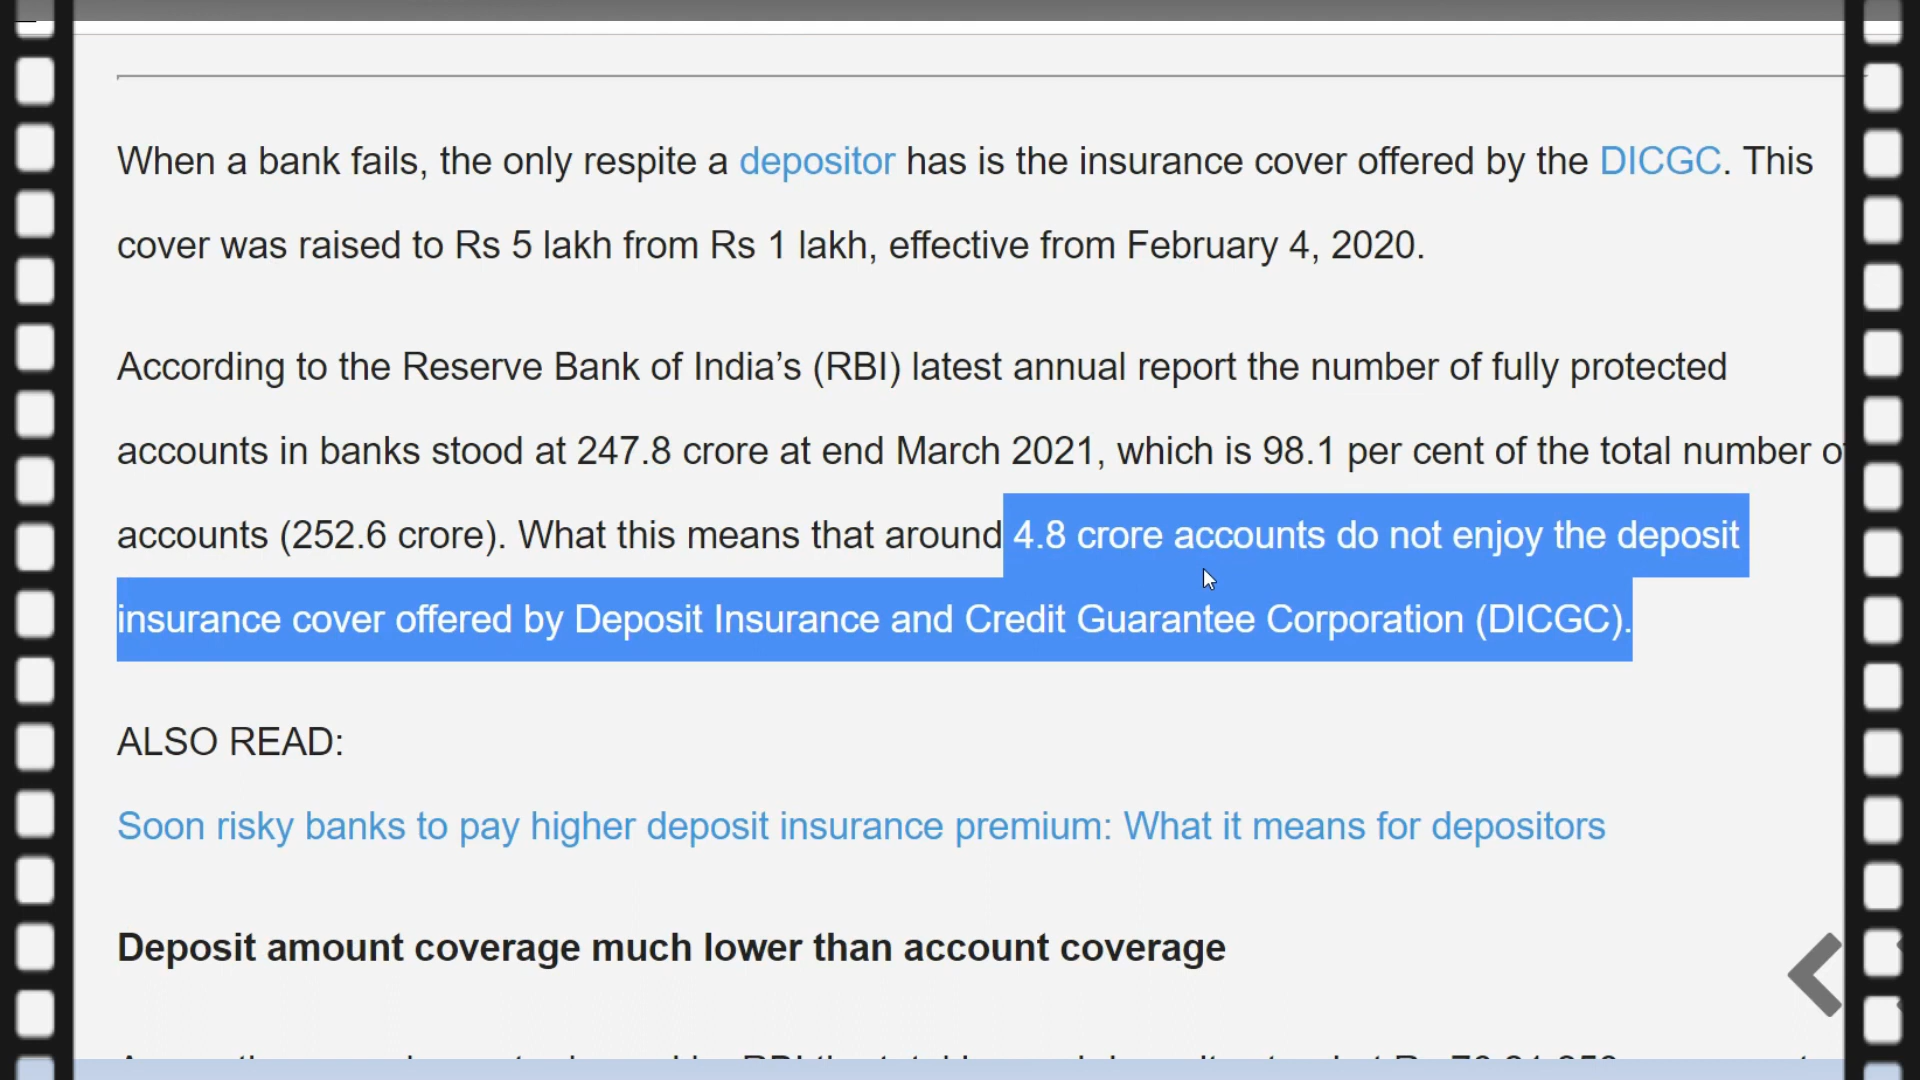 When a bank fails, the only respite a depositor has is the insurance cover offered by the DICGC. This
cover was raised to Rs 5 lakh from Rs 1 lakh, effective from February 4, 2020.
According to the Reserve Bank of India’s (RBI) latest annual report the number of fully protected
accounts in banks stood at 247.8 crore at end March 2021, which is 98.1 per cent of the total number of
accounts (252.6 crore). What this means that around 4.8 crore accounts do not enjoy the deposit
insurance cover offered by Deposit Insurance and Credit Guarantee Corporation (DICGC).
ALSO READ:
Soon risky banks to pay higher deposit insurance premium: What it means for depositors
Deposit amount coverage much lower than account coverage